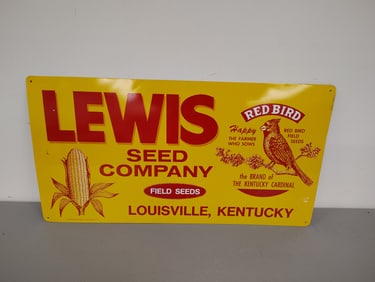 LEWIS
SEED
COMPANY
FIELD SEEDS
LOUISVILLE, KENTUCKY
RED BIRD
Happy
THE FARMER
WHO SOWS
RED BIRD
FIELD
SEEDS
the BRAND of
THE KENTUCKY CARDINAL